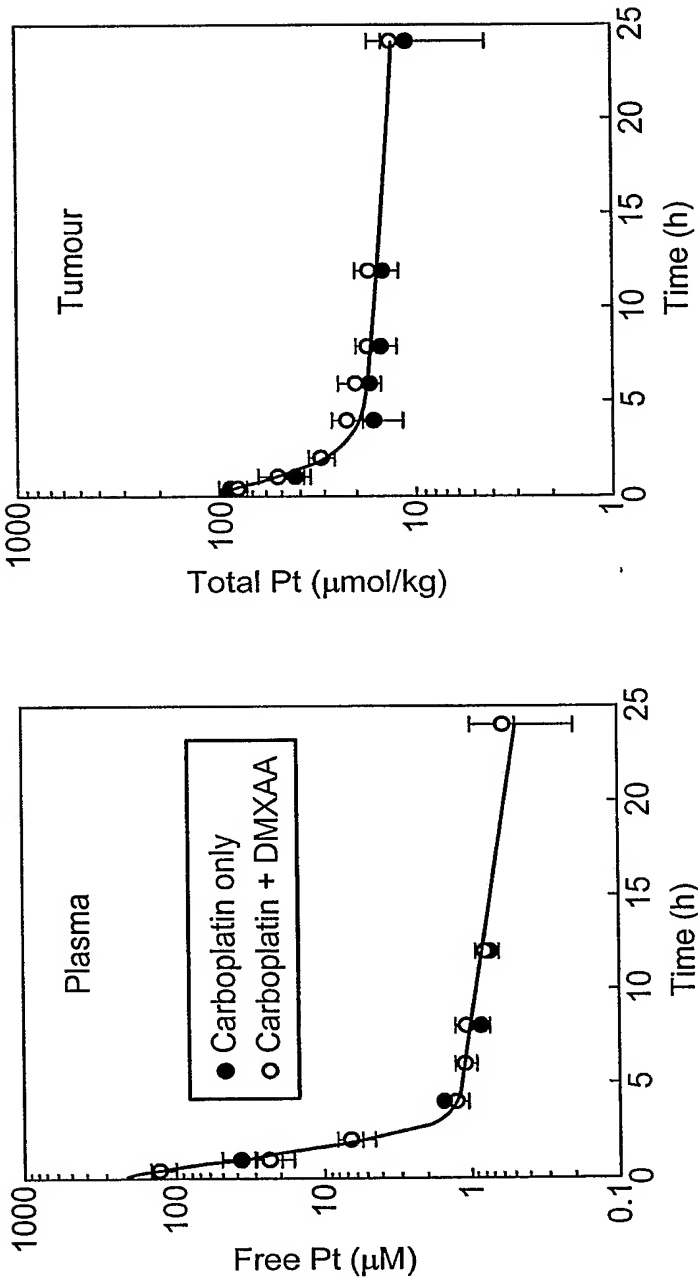 Plasma
Carboplatin only
Carboplatin + DMXAA
Free Pt (μM)
1000
100
10
1
0.1
0
5
10
15
20
25
Time (h)
Tumour
Total Pt (μmol/kg)
1000
100
10
1
0
5
10
15
20
25
Time (h)